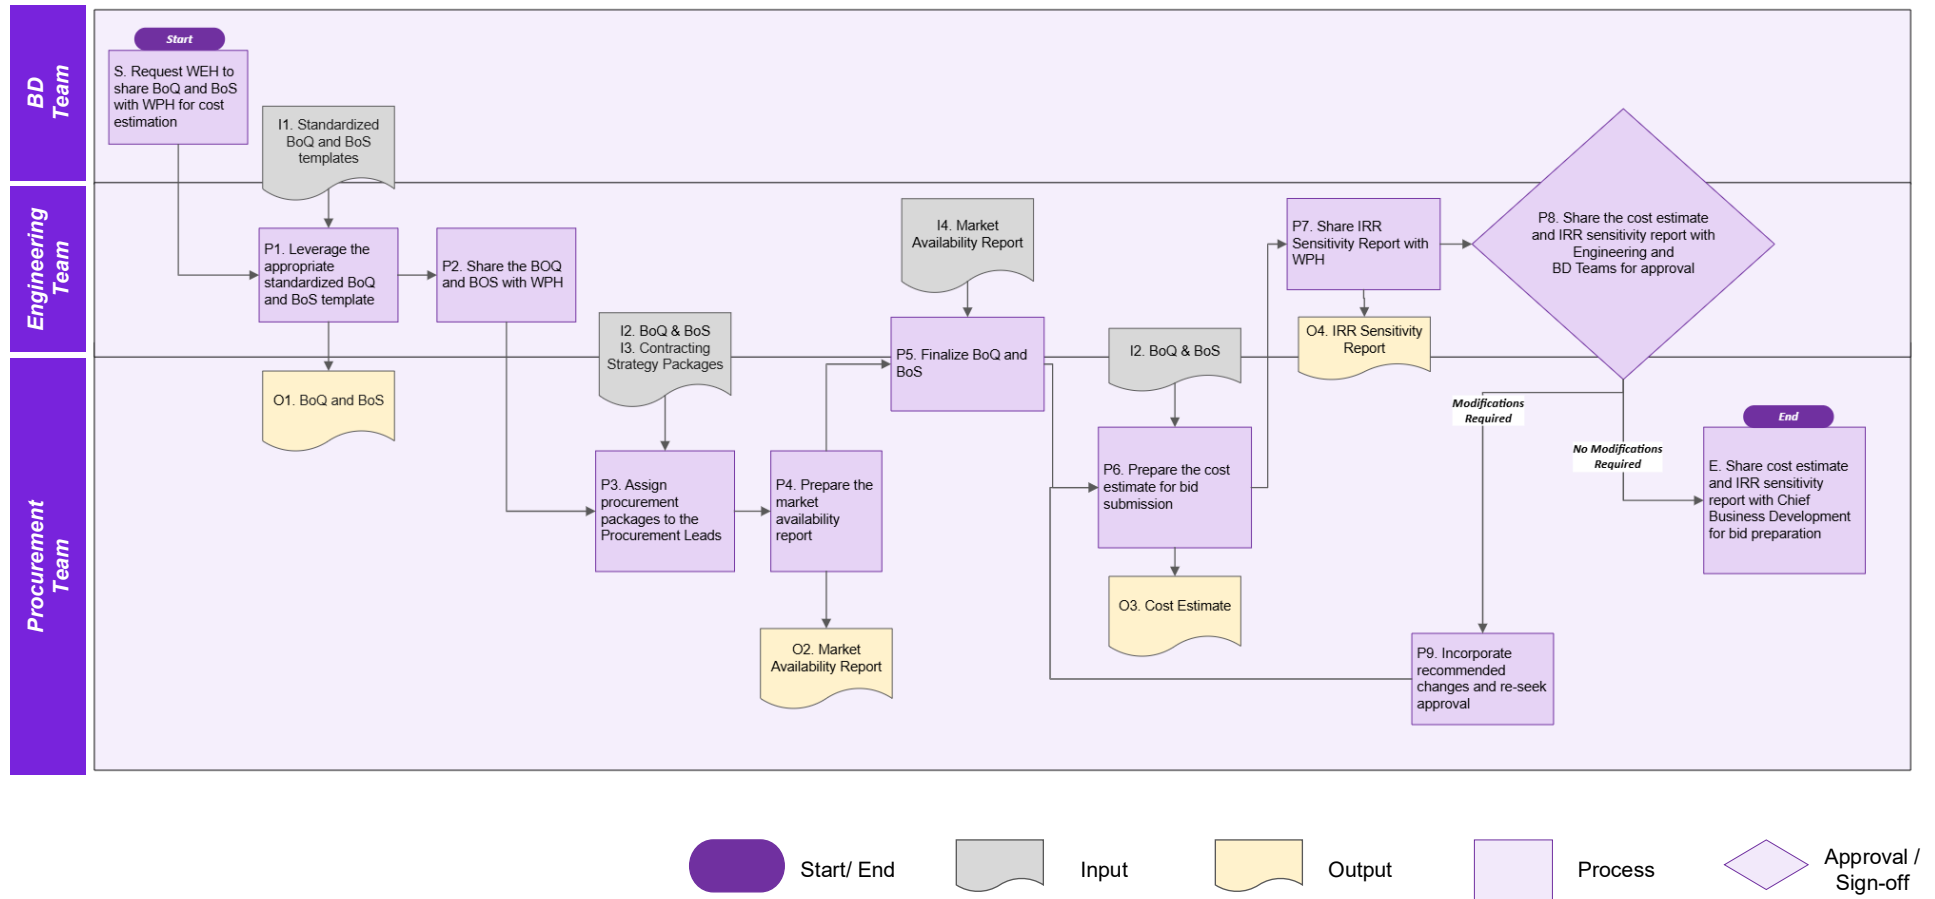 BD
Team
Start
S. Request WEH to
share BoQ and BoS
with WPH for cost
estimation
I1. Standardized
BoQ and BoS
templates
Engineering
Team
P1. Leverage the
appropriate
standardized BoQ
and BoS template
P2. Share the BOQ
and BOS with WPH
I4. Market
Availability Report
P7. Share IRR
Sensitivity Report with
WPH
P8. Share the cost estimate
and IRR sensitivity report with
Engineering and
BD Teams for approval
I2. BoQ & BoS
I3. Contracting
Strategy Packages
P5. Finalize BoQ and
BoS
I2. BoQ & BoS
O4. IRR Sensitivity
Report
Procurement
Team
O1. BoQ and BoS
P3. Assign
procurement
packages to the
Procurement Leads
P4. Prepare the
market
availability
report
P6. Prepare the cost
estimate for bid
submission
Modifications
Required
No Modifications
Required
End
E. Share cost estimate
and IRR sensitivity
report with Chief
Business Development
for bid preparation
O2. Market
Availability Report
O3. Cost Estimate
P9. Incorporate
recommended
changes and re-seek
approval
Start/ End
Input
Output
Process
Approval /
Sign-off